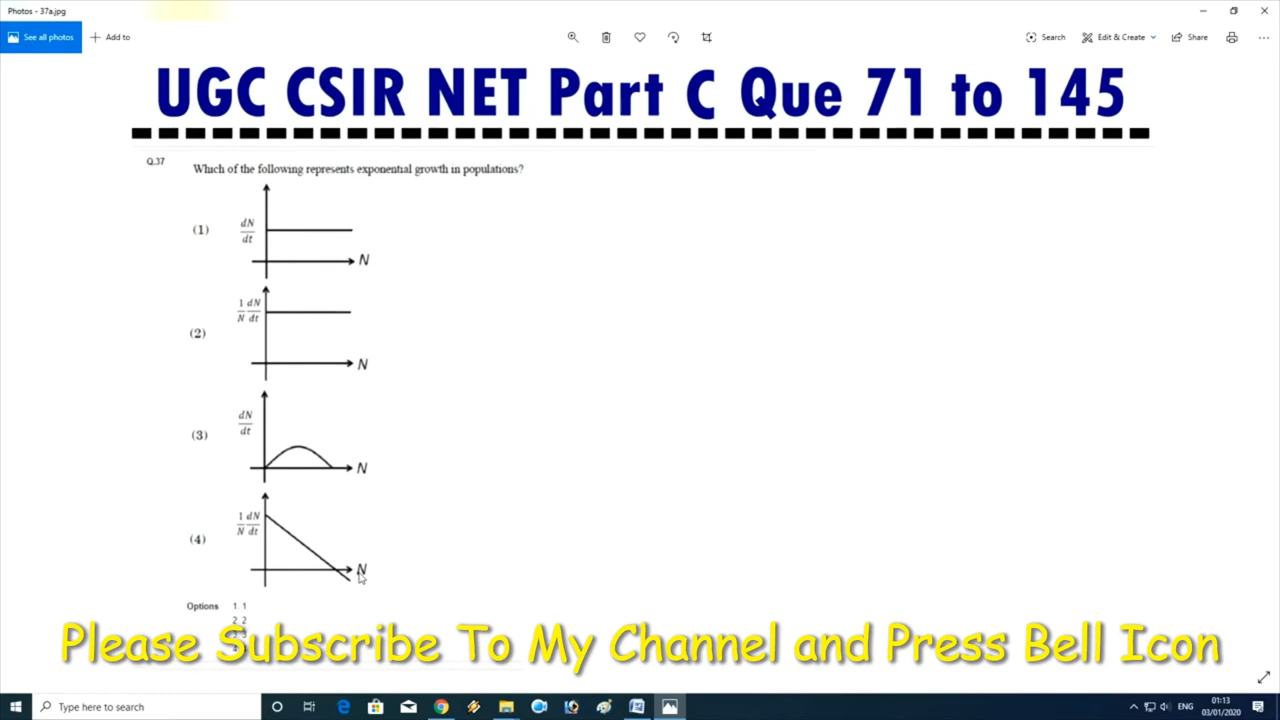 Photos - 37a.jpg
See all photos
Add to
Search
Edit & Create
Share
UGC CSIR NET Part C Que 71 to 145
Q.37
Which of the following represents exponential growth in populations?
(1)
dN
dt
N
(2)
1 dN
N dt
N
(3)
dN
dt
N
(4)
1 dN
N dt
N
Options 1. 1
2. 2
Please Subscribe To My Channel and Press Bell Icon
Type here to search
ENG
01:13
03/01/2020